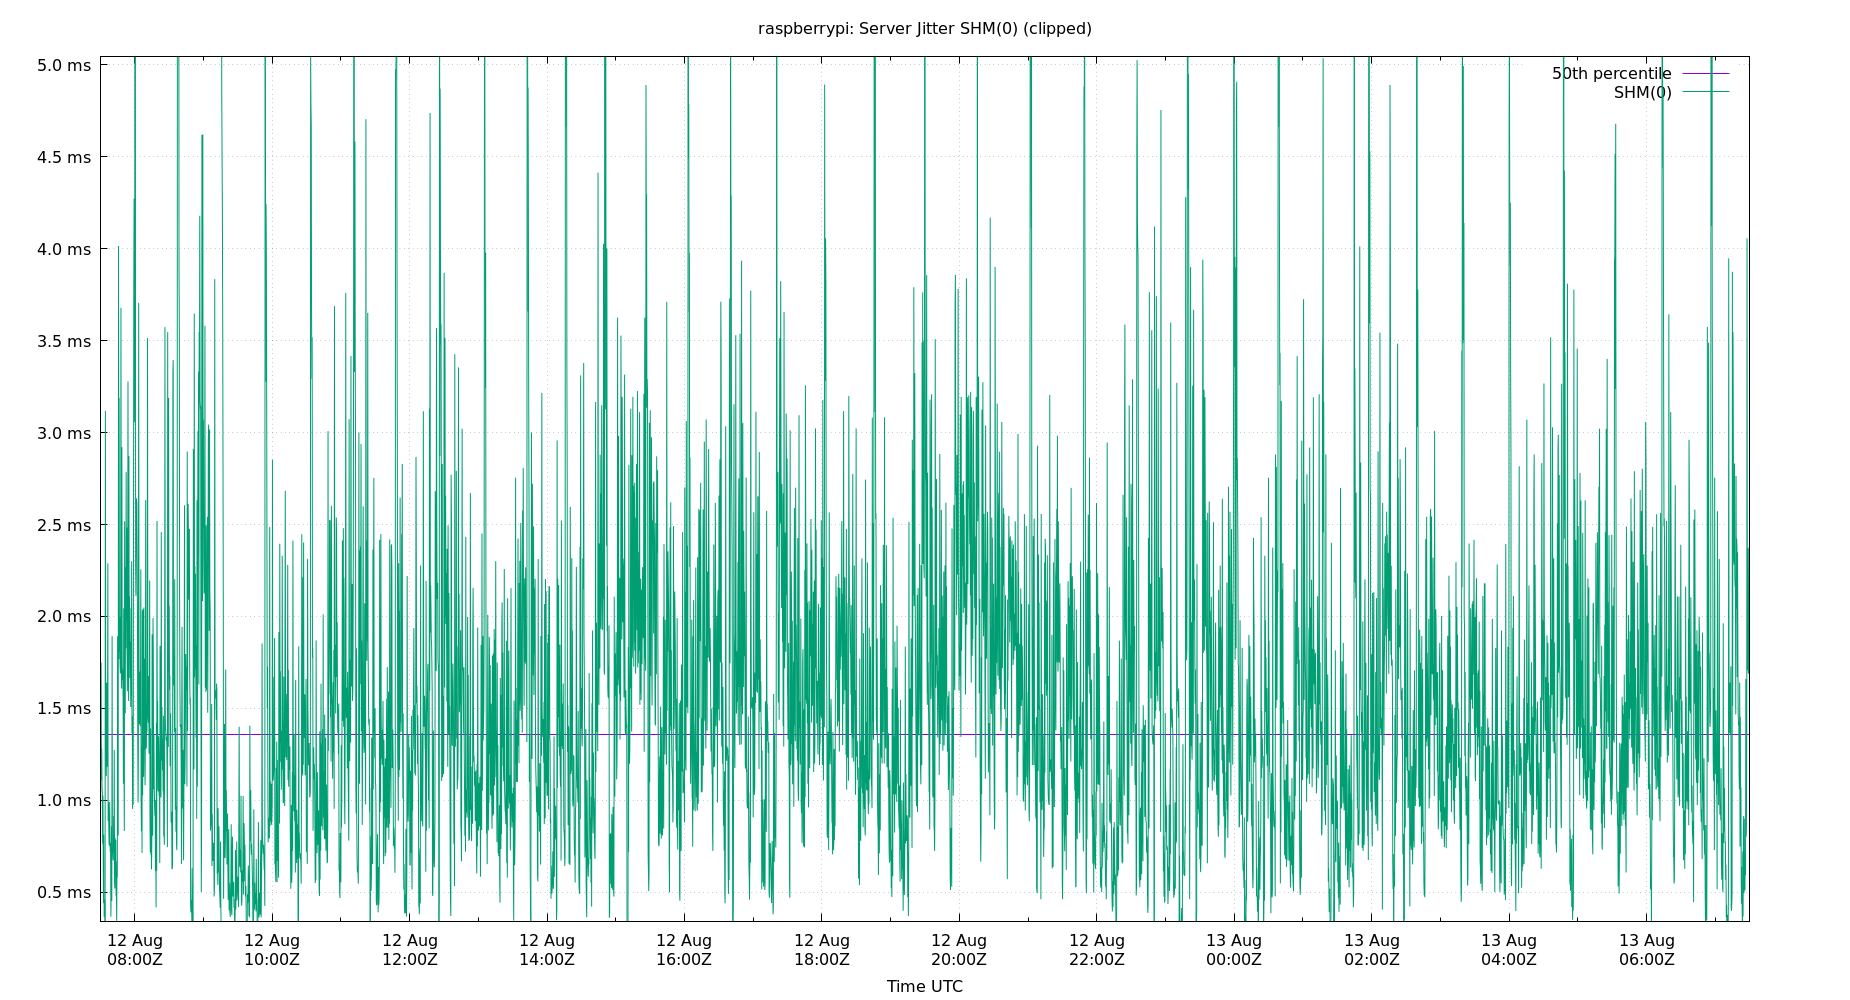 raspberrypi: Server Jitter SHM(0) (clipped)
5.0 ms
50th percentile
SHM(0)
4.5 ms
4.0 ms
3.5 ms
3.0 ms
2.5 ms
2.0 ms
1.5 ms
1.0 ms
0.5 ms
12 Aug 12 Aug 12 Aug 12 Aug 12 Aug 12 Aug 12 Aug 12 Aug 13 Aug 13 Aug 13 Aug 13 Aug
08:00Z 10:00Z 12:00Z 14:00Z 16:00Z 18:00Z 20:00Z 22:00Z 00:00Z 02:00Z 04:00Z 06:00Z
Time UTC